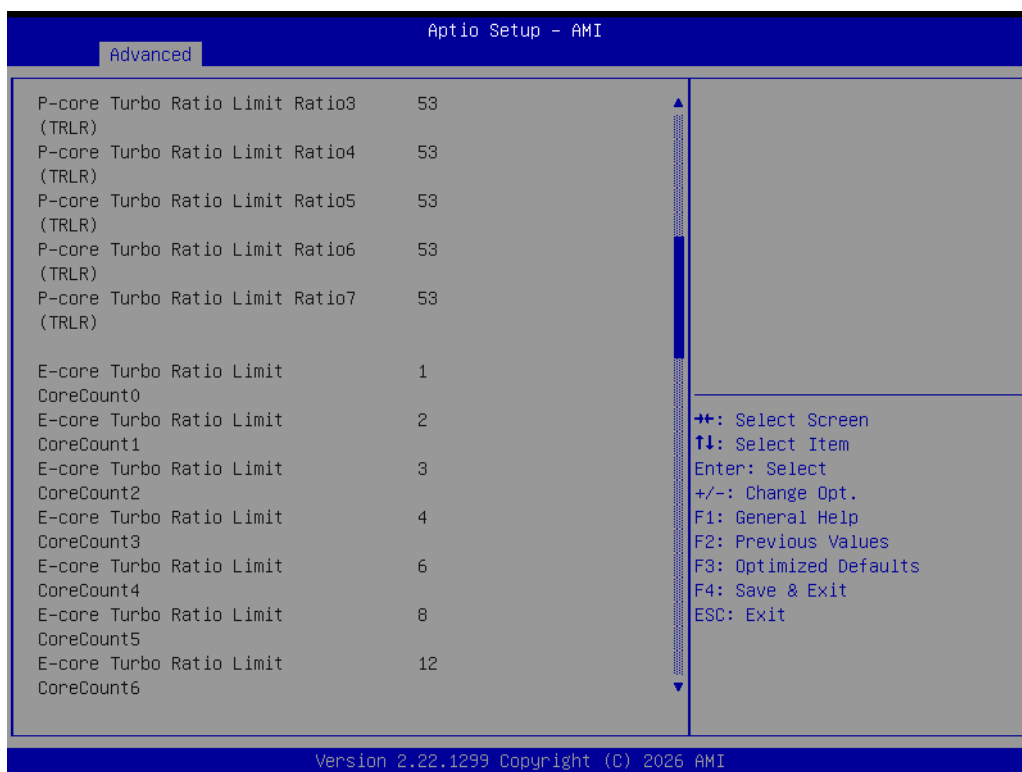 Aptio Setup – AMI
Advanced
P-core Turbo Ratio Limit Ratio3 53
(TRLR)
P-core Turbo Ratio Limit Ratio4 53
(TRLR)
P-core Turbo Ratio Limit Ratio5 53
(TRLR)
P-core Turbo Ratio Limit Ratio6 53
(TRLR)
P-core Turbo Ratio Limit Ratio7 53
(TRLR)
E-core Turbo Ratio Limit 1
CoreCount0
E-core Turbo Ratio Limit 2
CoreCount1
E-core Turbo Ratio Limit 3
CoreCount2
E-core Turbo Ratio Limit 4
CoreCount3
E-core Turbo Ratio Limit 6
CoreCount4
E-core Turbo Ratio Limit 8
CoreCount5
E-core Turbo Ratio Limit 12
CoreCount6
→←: Select Screen
↑↓: Select Item
Enter: Select
+/-: Change Opt.
F1: General Help
F2: Previous Values
F3: Optimized Defaults
F4: Save & Exit
ESC: Exit
Version 2.22.1299 Copyright (C) 2026 AMI